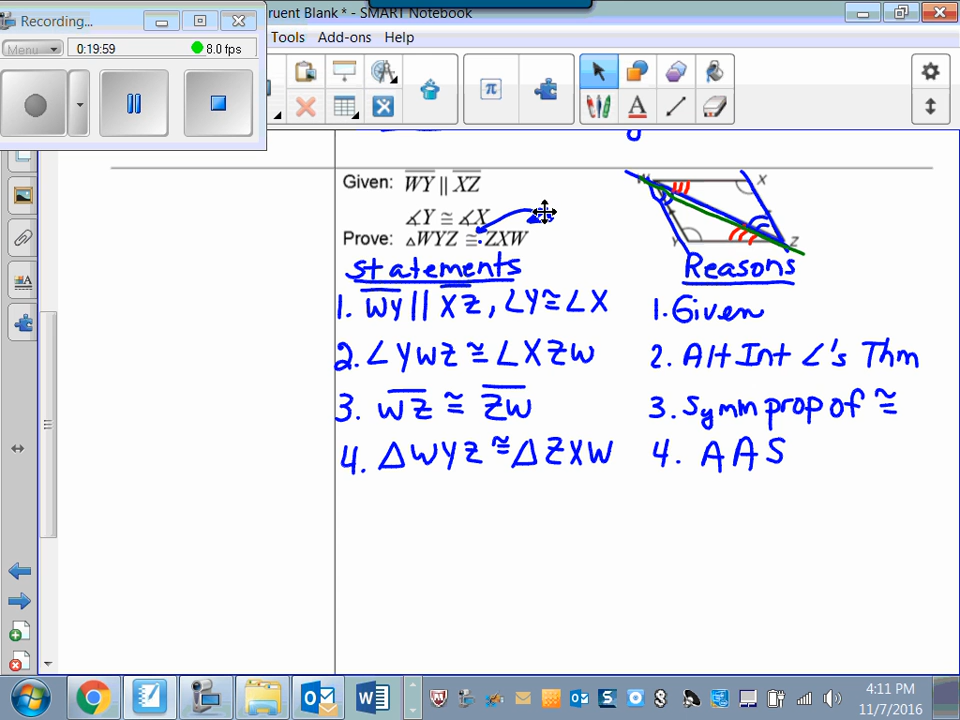 Recording...
Menu
0:19:59
8.0 fps
ruent Blank * - SMART Notebook
Tools Add-ons Help
π
A
Given: WY || XZ
∡Y ≅ ∡X
Prove: △WYZ ≅ ZXW
W X
Y Z
Statements Reasons
1. WY || XZ, ∠Y ≅ ∠X 1. Given
2. ∠YWZ ≅ ∠XZW 2. Alt Int ∠'s Thm
3. WZ ≅ ZW 3. Symm prop of ≅
4. △WYZ ≅ △ZXW 4. AAS
4:11 PM
11/7/2016